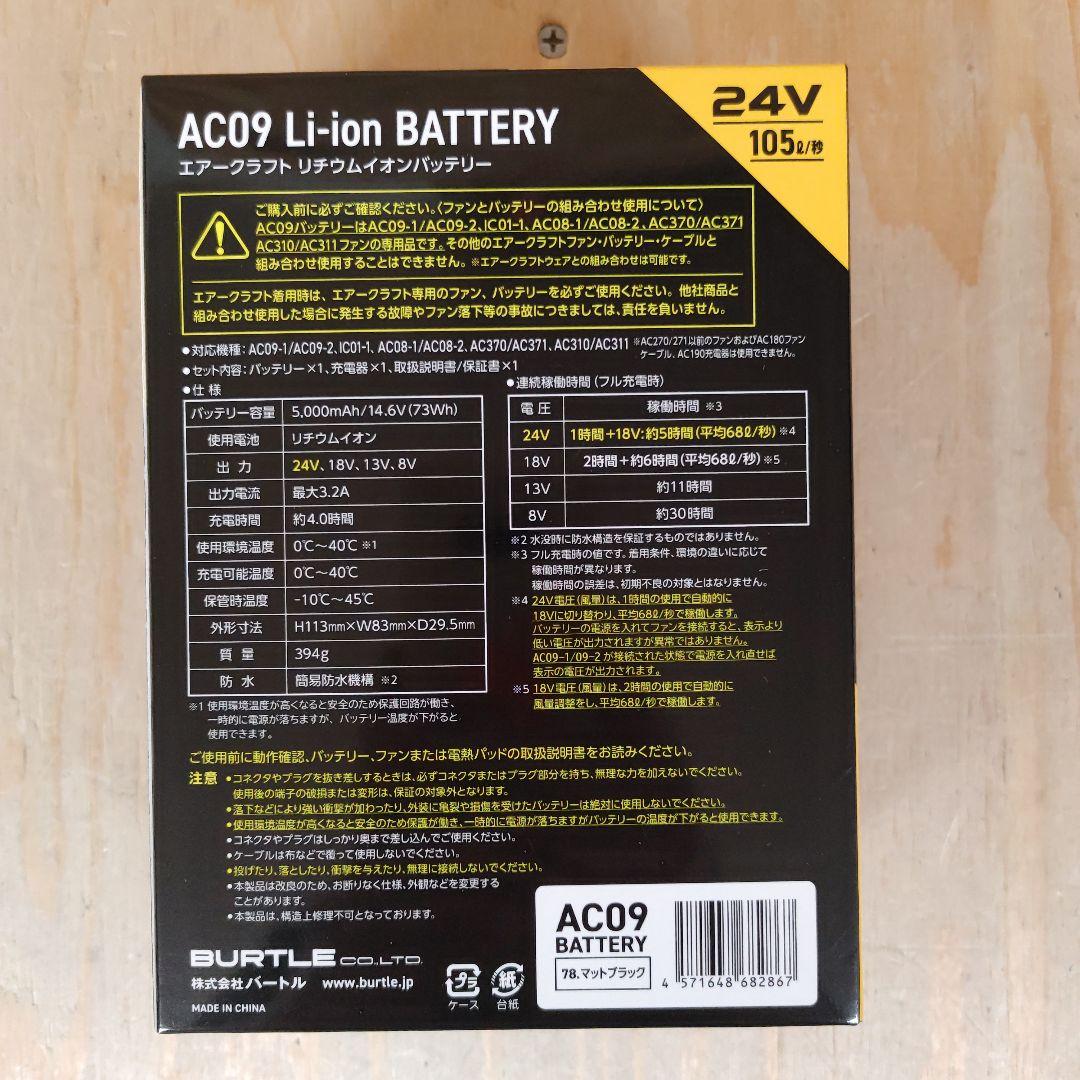 24V
105ℓ/秒
AC09 Li-ion BATTERY
エアークラフト リチウムイオンバッテリー
ご購入前に必ずご確認ください。〈ファンとバッテリーの組み合わせ使用について〉
AC09バッテリーはAC09-1/AC09-2、IC01-1、AC08-1/AC08-2、AC370/AC371
AC310/AC311ファンの専用品です。その他のエアークラフトファン・バッテリー・ケーブルと
組み合わせ使用することはできません。※エアークラフトウェアとの組み合わせは可能です。
エアークラフト着用時は、エアークラフト専用のファン、バッテリーを必ずご使用ください。他社商品と
組み合わせ使用した場合に発生する故障やファン落下等の事故につきましては、責任を負いません。
●対応機種：AC09-1/AC09-2、IC01-1、AC08-1/AC08-2、AC370/AC371、AC310/AC311 ※AC270/271以前のファンおよびAC180ファン
ケーブル、AC190充電器は使用できません。
●セット内容：バッテリー×1、充電器×1、取扱説明書/保証書×1
●仕様
バッテリー容量 5,000mAh/14.6V(73Wh)
使用電池 リチウムイオン
出力 24V、18V、13V、8V
出力電流 最大3.2A
充電時間 約4.0時間
使用環境温度 0℃～40℃ ※1
充電可能温度 0℃～40℃
保管時温度 -10℃～45℃
外形寸法 H113mm×W83mm×D29.5mm
質量 394g
防水 簡易防水機構 ※2
※1 使用環境温度が高くなると安全のため保護回路が働き、
一時的に電源が落ちますが、バッテリー温度が下がると
使用できます。
●連続稼働時間（フル充電時）
電圧 稼働時間 ※3
24V 1時間＋18V：約5時間（平均68ℓ/秒）※4
18V 2時間＋約6時間（平均68ℓ/秒）※5
13V 約11時間
8V 約30時間
※2 水没時に防水構造を保証するものではありません。
※3 フル充電時の値です。着用条件、環境の違いに応じて
稼働時間が異なります。
稼働時間の誤差は、初期不良の対象とはなりません。
※4 24V電圧（風量）は、1時間の使用で自動的に
18Vに切り替わり、平均68ℓ/秒で稼働します。
バッテリーの電源を入れてファンを接続すると、表示より
低い電圧が出力されますが異常ではありません。
AC09-1/09-2が接続された状態で電源を入れ直せば
表示の電圧が出力されます。
※5 18V電圧（風量）は、2時間の使用で自動的に
風量調整をし、平均68ℓ/秒で稼働します。
ご使用前に動作確認、バッテリー、ファンまたは電熱パッドの取扱説明書をお読みください。
注意 ●コネクタやプラグを抜き差しするときは、必ずコネクタまたはプラグ部分を持ち、無理な力を加えないでください。
使用後の端子の破損または変形は、保証の対象外となります。
●落下などにより強い衝撃が加わったり、外装に亀裂や損傷を受けたバッテリーは絶対に使用しないでください。
●使用環境温度が高くなると安全のため保護が働き、一時的に電源が落ちますがバッテリーの温度が下がると使用できます。
●コネクタやプラグはしっかり奥まで差し込んでご使用ください。
●ケーブルは布などで覆って使用しないでください。
●投げたり、落としたり、衝撃を与えたり、無理に接続しないでください。
●本製品は改良のため、お断りなく仕様、外観などを変更する
ことがあります。
●本製品は、構造上修理不可となっております。
BURTLE CO.,LTD.
株式会社バートル www.burtle.jp
MADE IN CHINA
プラ
ケース
紙
台紙
AC09
BATTERY
78.マットブラック
4 571648 682867